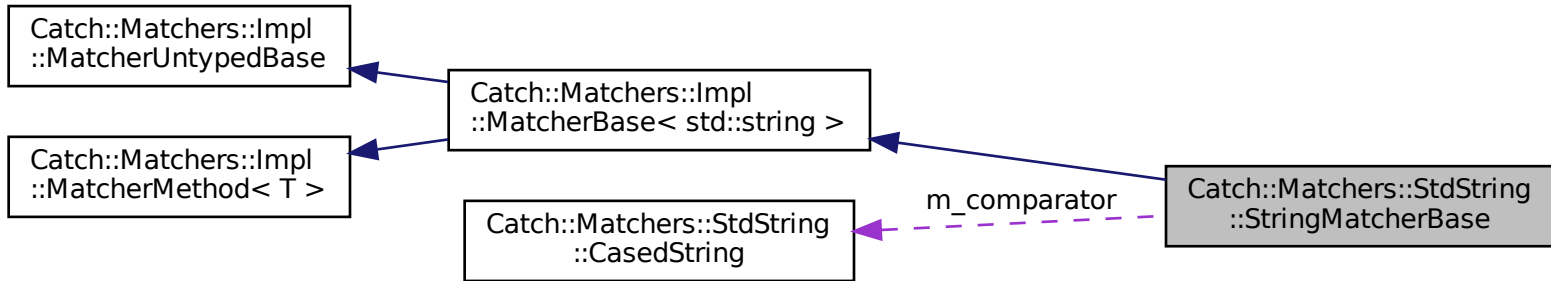 Catch::Matchers::Impl
::MatcherUntypedBase
Catch::Matchers::Impl
::MatcherBase< std::string >
Catch::Matchers::Impl
::MatcherMethod< T >
Catch::Matchers::StdString
::StringMatcherBase
m_comparator
Catch::Matchers::StdString
::CasedString